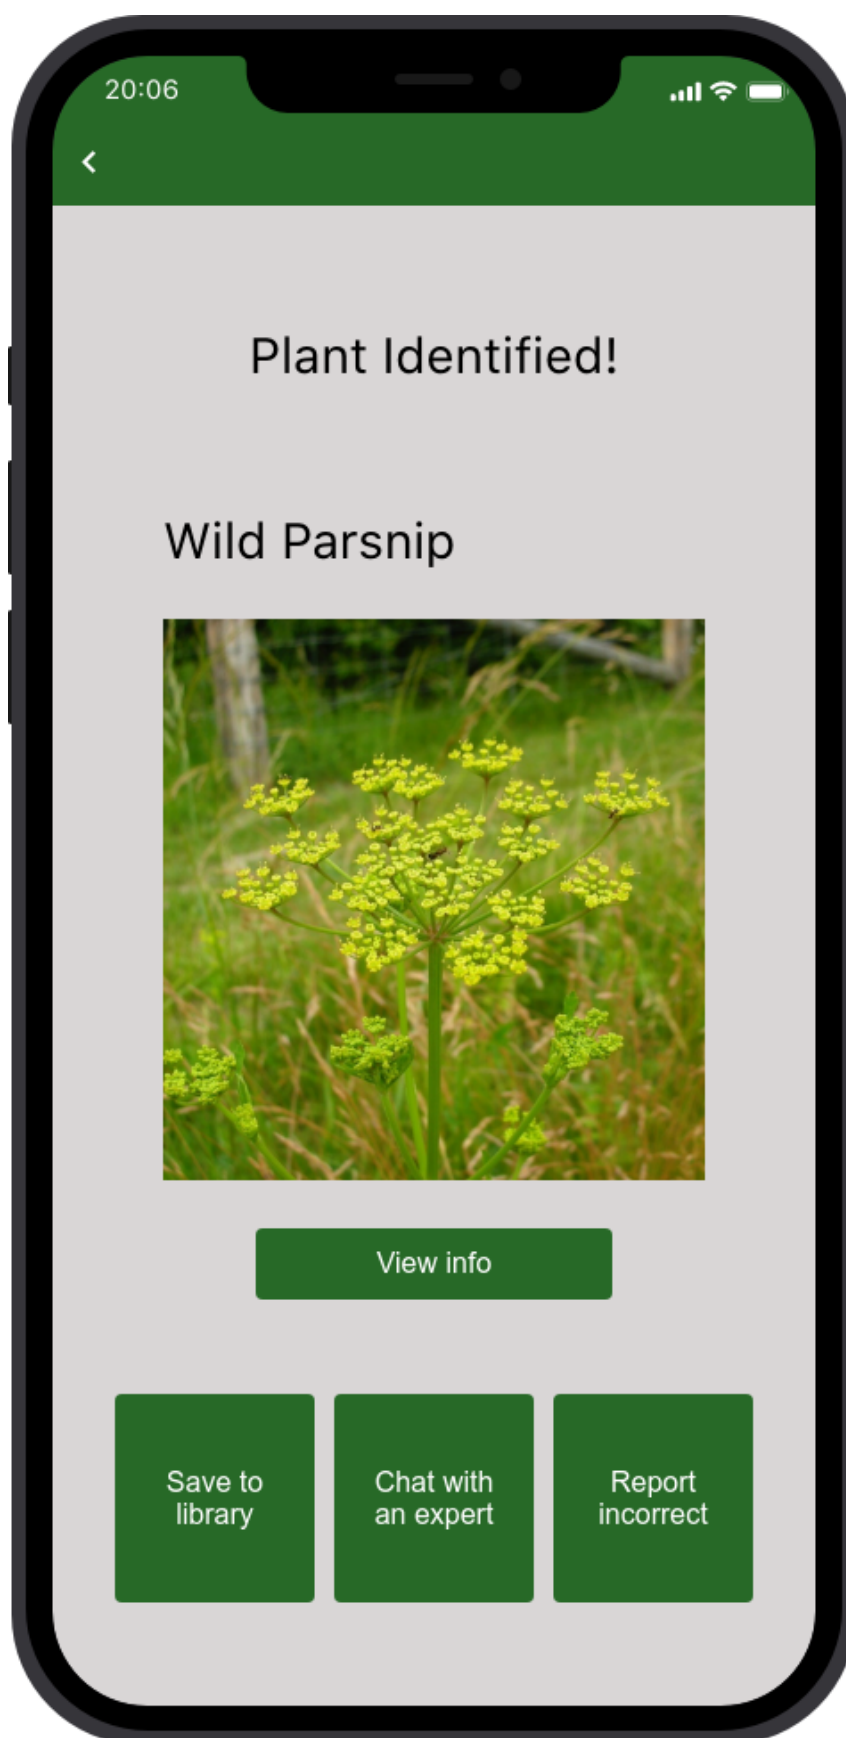 20:06
Plant Identified!
Wild Parsnip
View info
Save to
library
Chat with
an expert
Report
incorrect